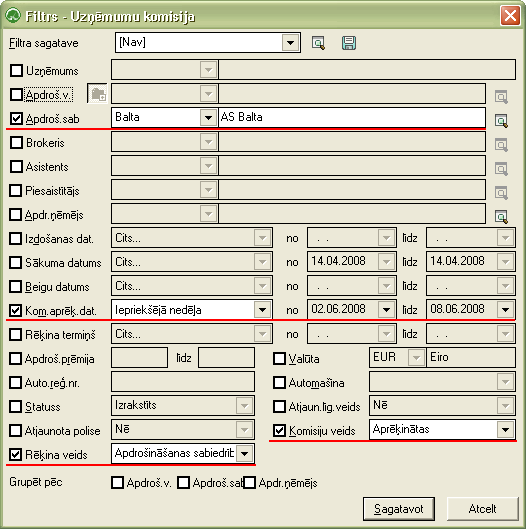 Filtrs - Uzņēmumu komisija
Filtra sagatave [Nav]
Uzņēmums
Apdroš.v.
Apdroš.sab Balta AS Balta
Brokeris
Asistents
Piesaistītājs
Apdr.ņēmējs
Izdošanas dat. Cits... no . . līdz . .
Sākuma datums Cits... no 14.04.2008 līdz 14.04.2008
Beigu datums Cits... no . . līdz . .
Kom.aprēķ.dat. Iepriekšējā nedēļa no 02.06.2008 līdz 08.06.2008
Rēķina termiņš Cits... no . . līdz . .
Apdroš.prēmija līdz Valūta EUR Eiro
Auto.reģ.nr. Automašīna
Statuss Izrakstīts Atjaun.līg.veids Nē
Atjaunota polise Nē Komisiju veids Aprēķinātas
Rēķina veids Apdrošināšanas sabiedrīb
Grupēt pēc Apdroš.v. Apdroš.sab Apdr.ņēmējs
Sagatavot Atcelt